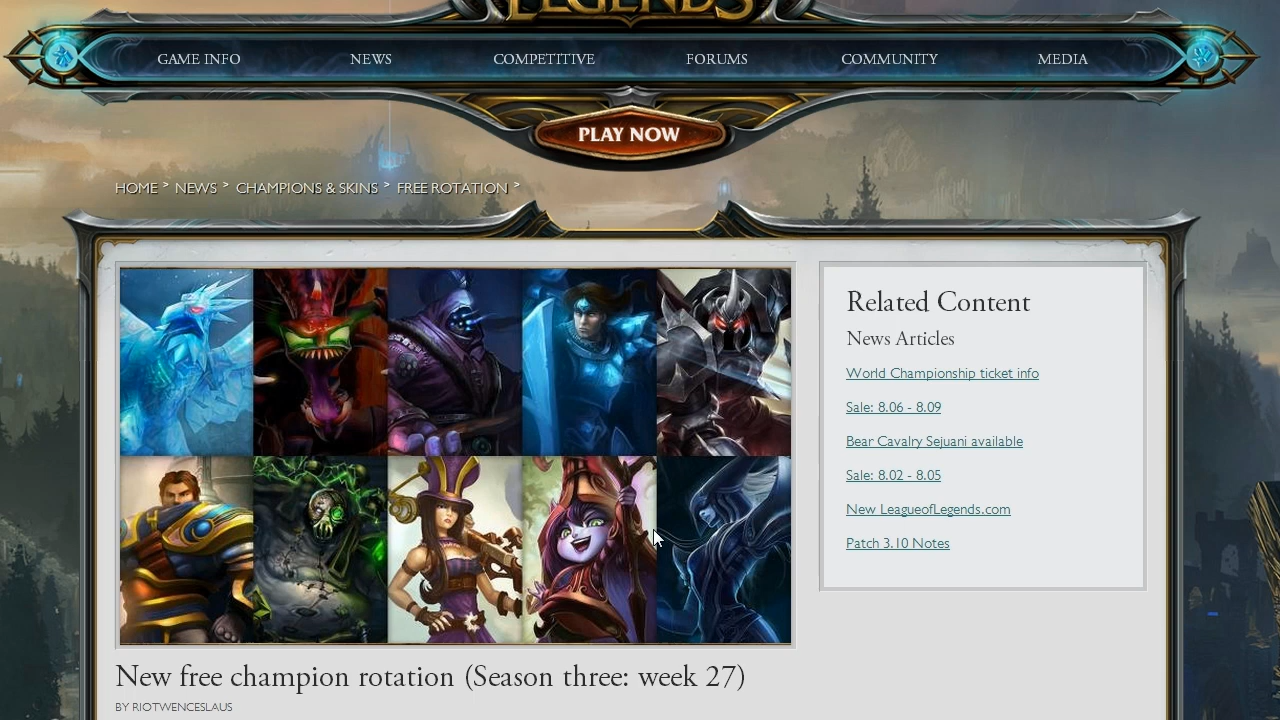 LEGENDS
GAME INFO NEWS COMPETITIVE FORUMS COMMUNITY MEDIA
PLAY NOW
HOME > NEWS > CHAMPIONS & SKINS > FREE ROTATION >
Related Content
News Articles
World Championship ticket info
Sale: 8.06 - 8.09
Bear Cavalry Sejuani available
Sale: 8.02 - 8.05
New LeagueofLegends.com
Patch 3.10 Notes
New free champion rotation (Season three: week 27)
BY RIOTWENCESLAUS